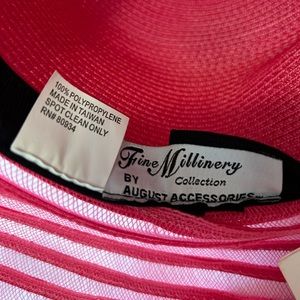 100% POLYPROPYLENE
MADE IN TAIWAN
SPOT CLEAN ONLY
RN# 80934
Fine Millinery
Collection
BY
AUGUST ACCESSORIES